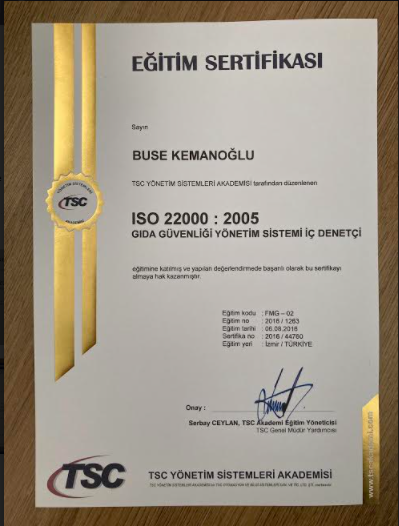 EĞİTİM SERTİFİKASI
Sayın
BUSE KEMANOĞLU
TSC YÖNETİM SİSTEMLERİ AKADEMİSİ tarafından düzenlenen
TSC
ISO 22000 : 2005
GIDA GÜVENLİĞİ YÖNETİM SİSTEMİ İÇ DENETÇİ
eğitimine katılmış ve yapılan değerlendirmede başarılı olarak bu sertifikayı
almaya hak kazanmıştır.
Eğitim kodu : FMG – 02
Eğitim no : 2016 / 1263
Eğitim tarihi : 06.08.2016
Sertifika no : 2016 / 44760
Eğitim yeri : İzmir / TÜRKİYE
Onay :
Serbay CEYLAN, TSC Akademi Eğitim Yöneticisi
TSC Genel Müdür Yardımcısı
TSC
TSC YÖNETİM SİSTEMLERİ AKADEMİSİ